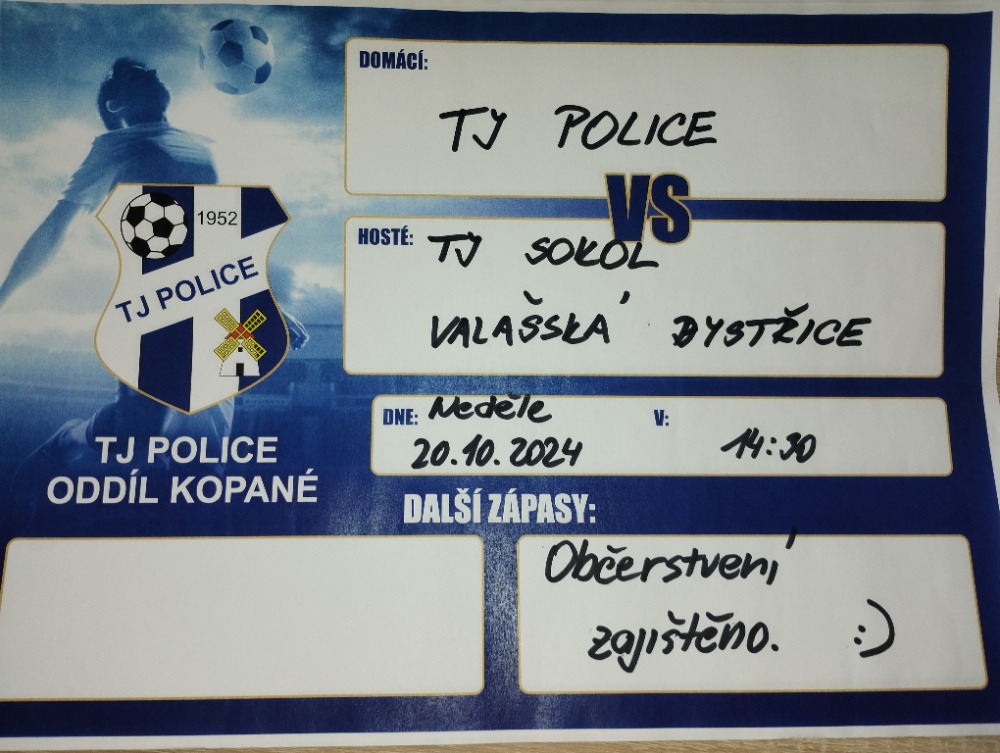 DOMÁCÍ:
TJ POLICE
VS
HOSTÉ: TJ SOKOL
VALAŠSKÁ BYSTŘICE
1952
TJ POLICE
TJ POLICE
ODDÍL KOPANÉ
DNE: Neděle
20.10.2024
V: 14:30
DALŠÍ ZÁPASY:
Občerstvení
zajištěno. :)